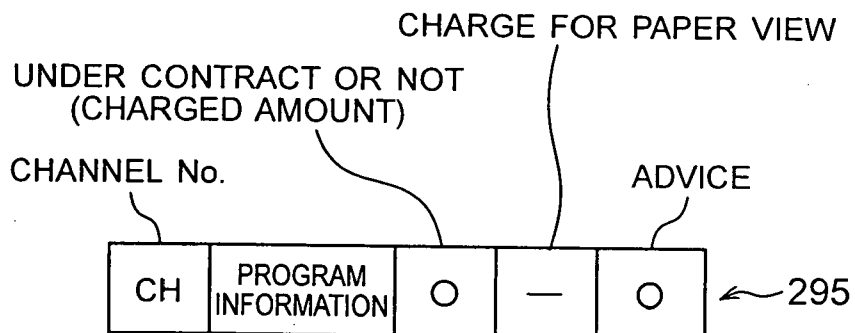 CHARGE FOR PAPER VIEW
UNDER CONTRACT OR NOT
(CHARGED AMOUNT)
CHANNEL No.
ADVICE
CH
PROGRAM
INFORMATION
O
—
O
295